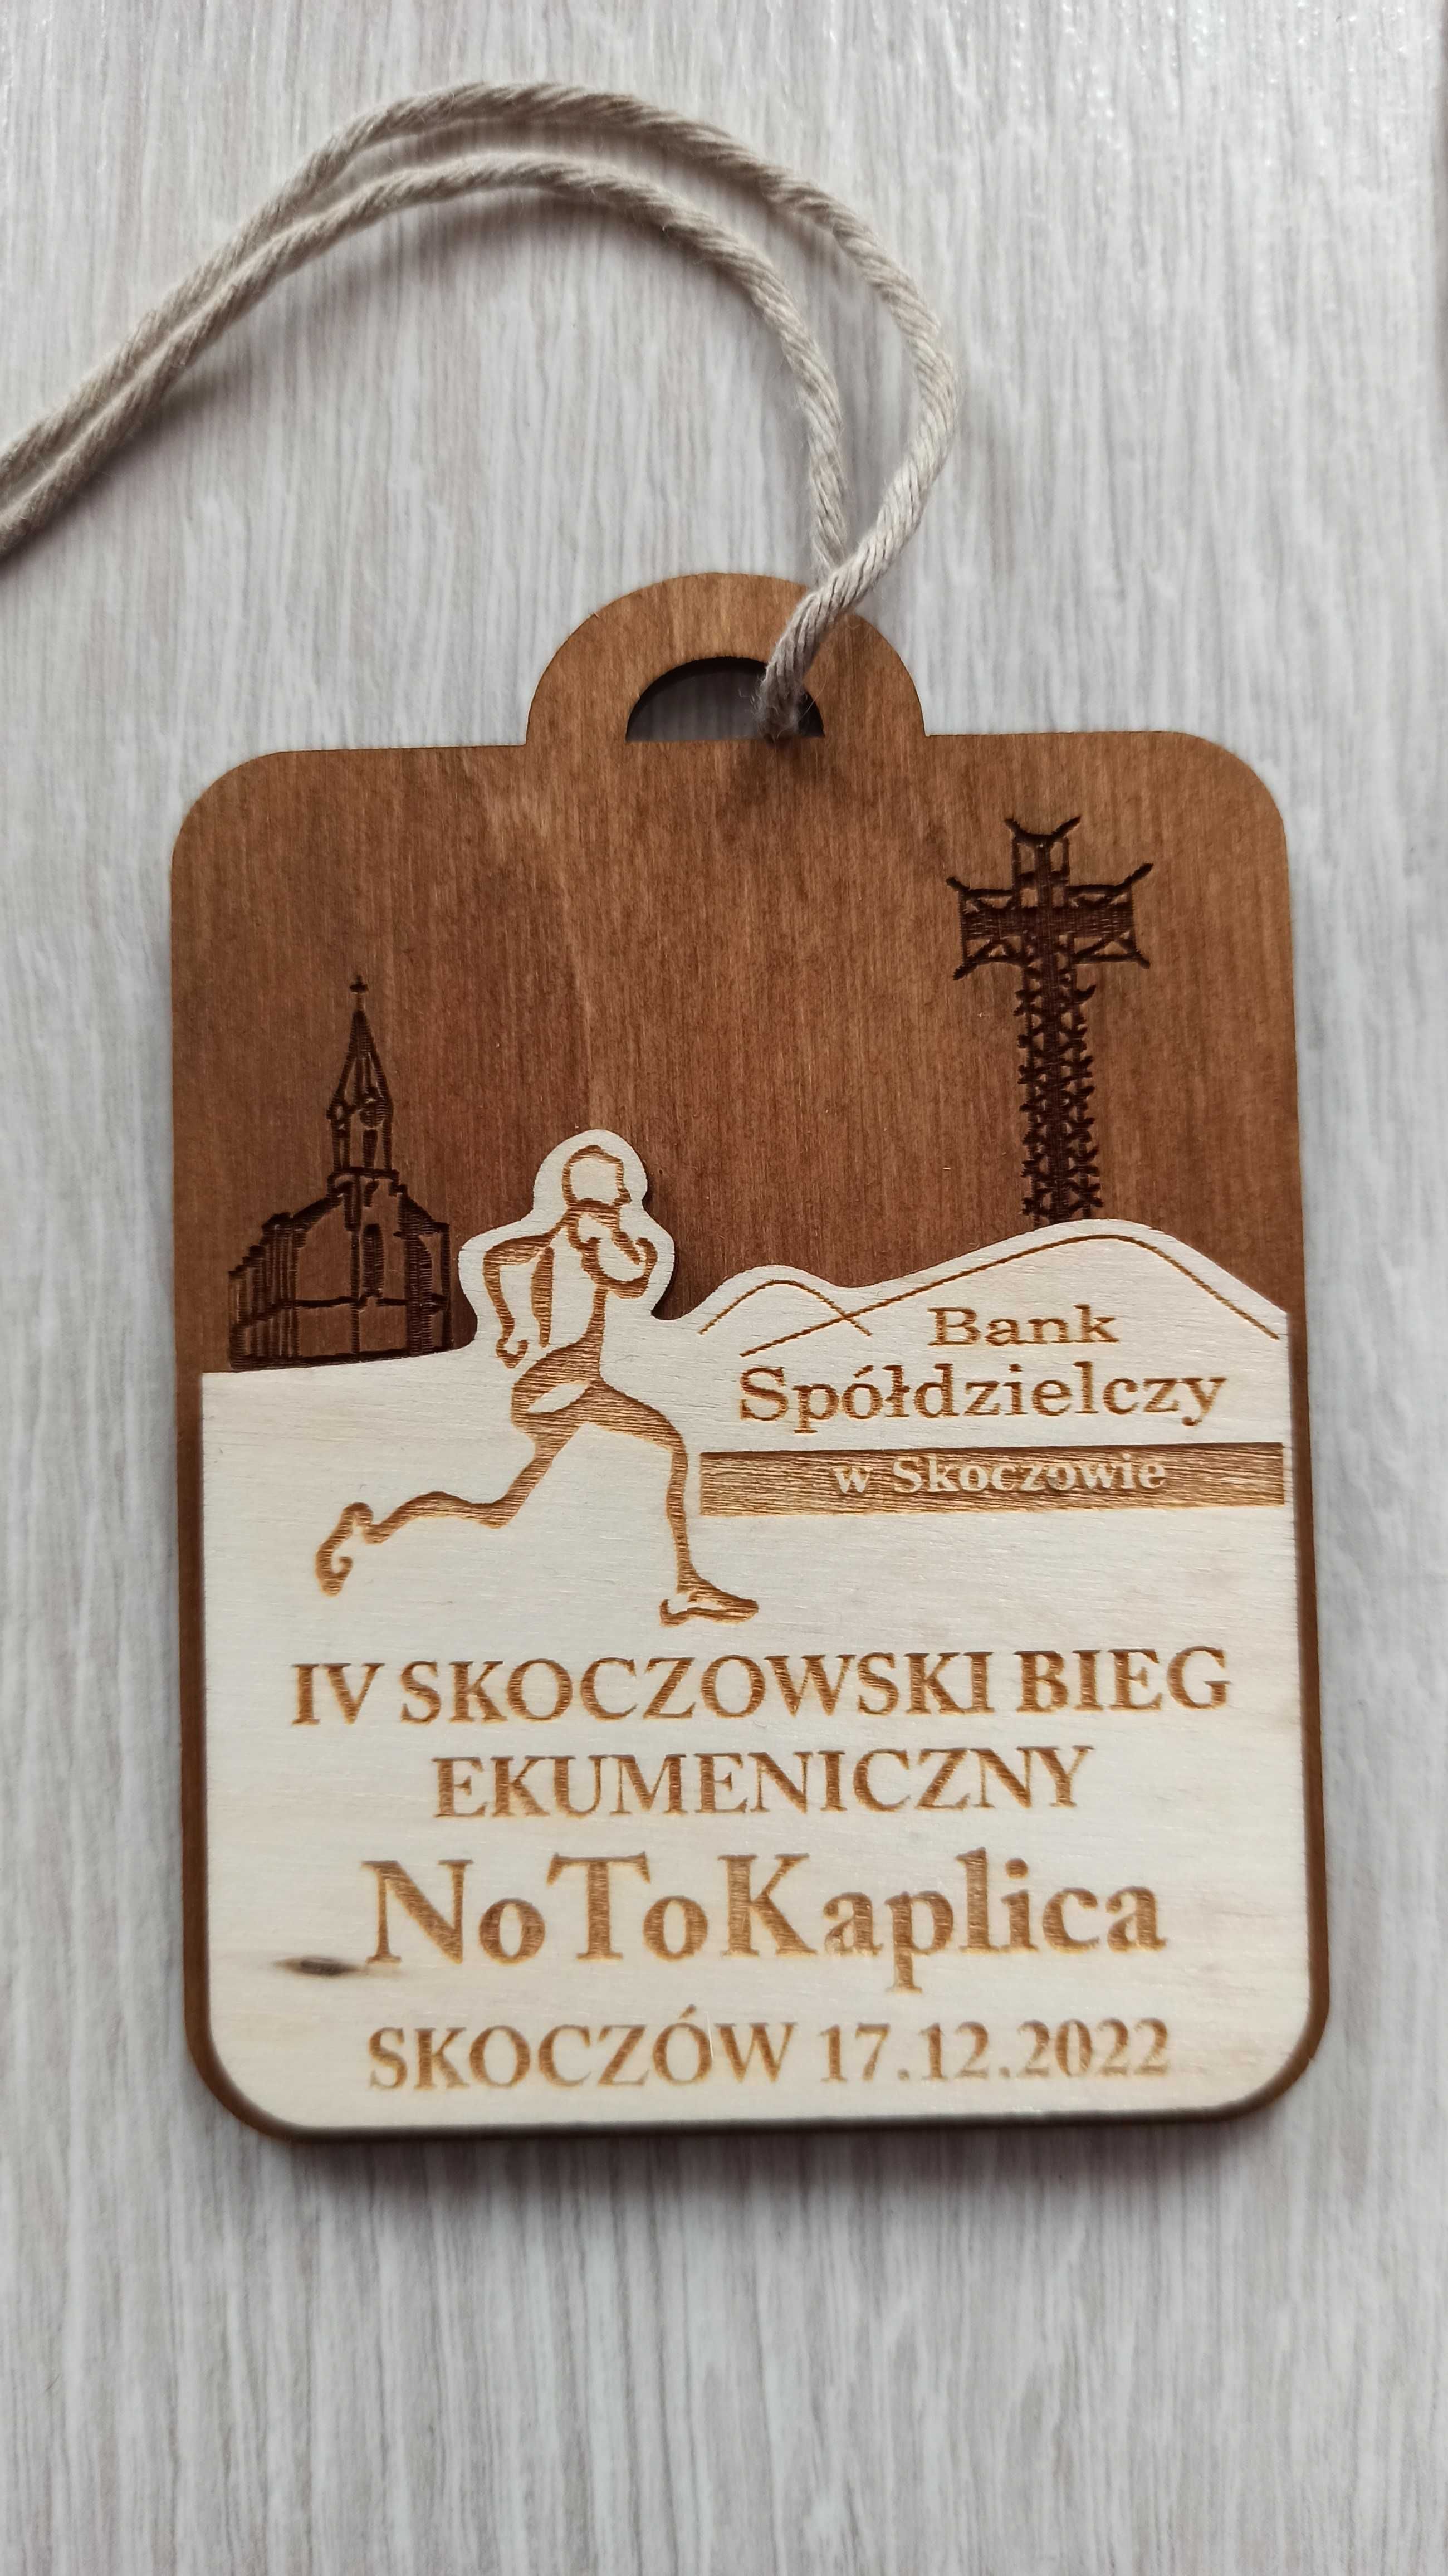 Bank
Spółdzielczy
w Skoczowie
IV SKOCZOWSKI BIEG
EKUMENICZNY
NoToKaplica
SKOCZÓW 17.12.2022